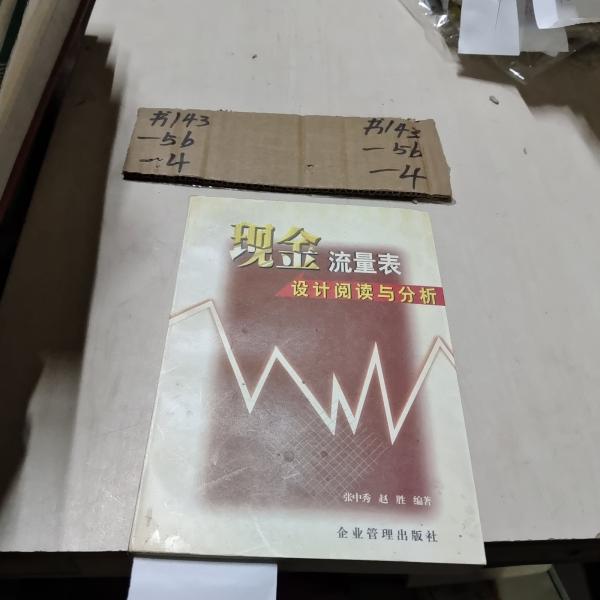 书143
-56
-4
书143
-56
-4
现金流量表
设计阅读与分析
张中秀 赵 胜 编著
企业管理出版社